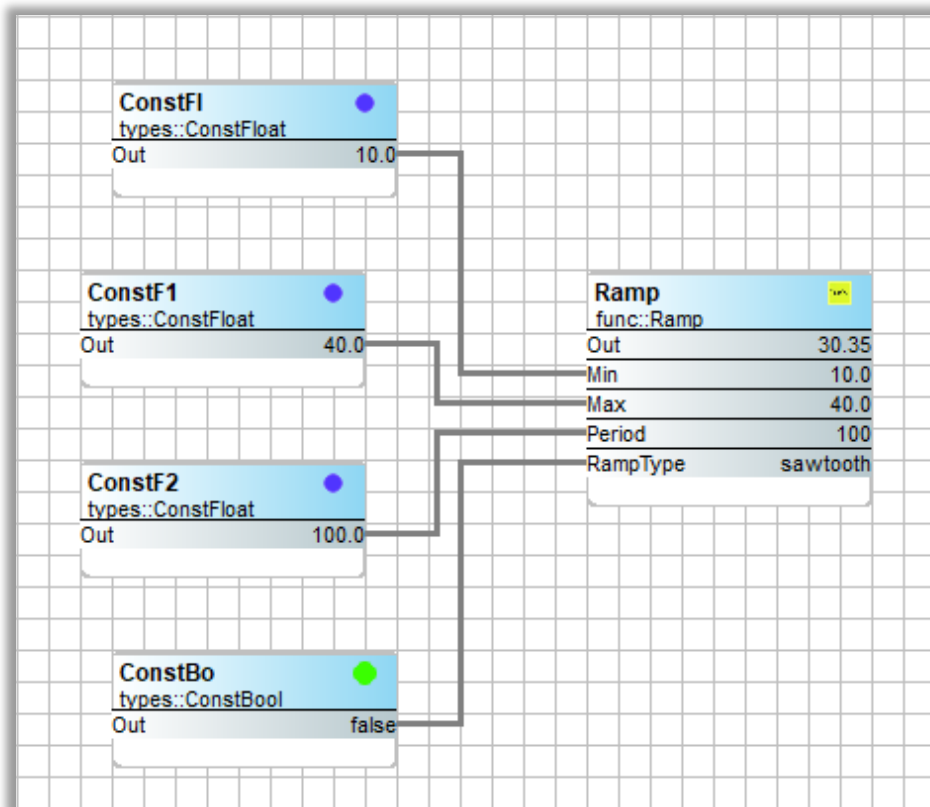 ConstFl
types::ConstFloat
Out 10.0
ConstF1
types::ConstFloat
Out 40.0
Ramp
func::Ramp
Out 30.35
Min 10.0
Max 40.0
Period 100
RampType sawtooth
ConstF2
types::ConstFloat
Out 100.0
ConstBo
types::ConstBool
Out false